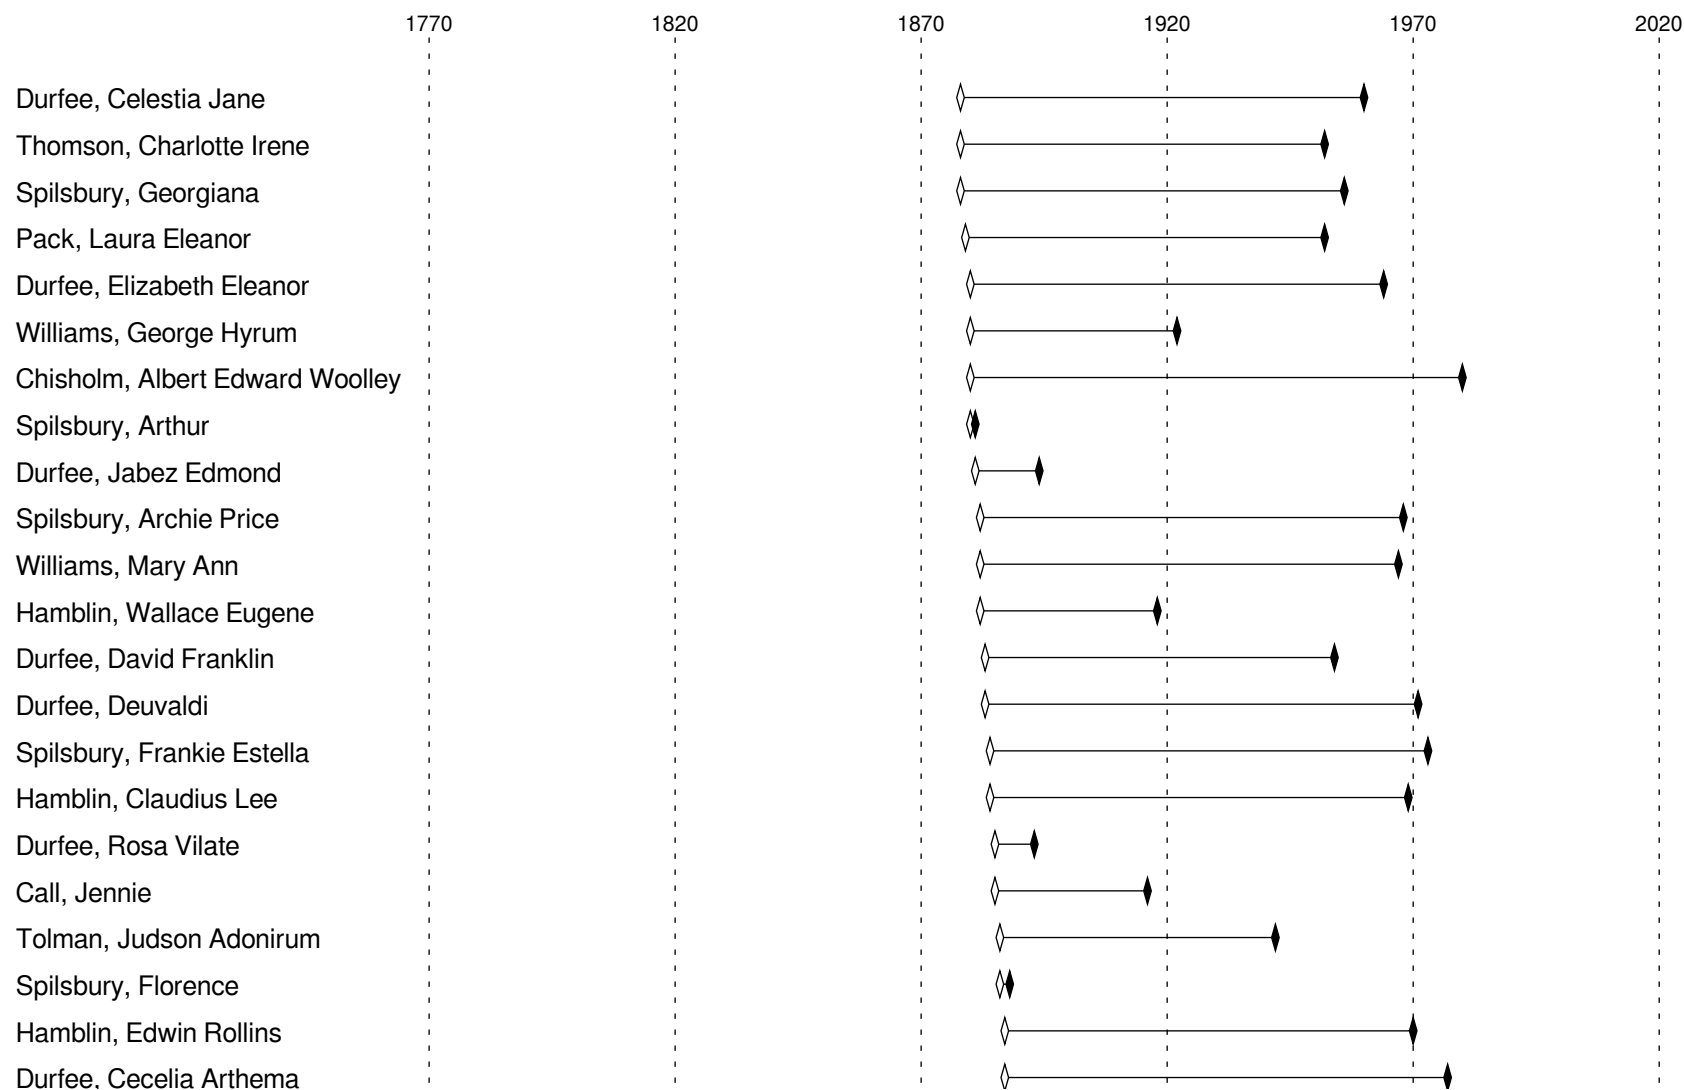 1770 1820 1870 1920 1970 2020
Durfee, Celestia Jane
Thomson, Charlotte Irene
Spilsbury, Georgiana
Pack, Laura Eleanor
Durfee, Elizabeth Eleanor
Williams, George Hyrum
Chisholm, Albert Edward Woolley
Spilsbury, Arthur
Durfee, Jabez Edmond
Spilsbury, Archie Price
Williams, Mary Ann
Hamblin, Wallace Eugene
Durfee, David Franklin
Durfee, Deuvaldi
Spilsbury, Frankie Estella
Hamblin, Claudius Lee
Durfee, Rosa Vilate
Call, Jennie
Tolman, Judson Adonirum
Spilsbury, Florence
Hamblin, Edwin Rollins
Durfee, Cecelia Arthema